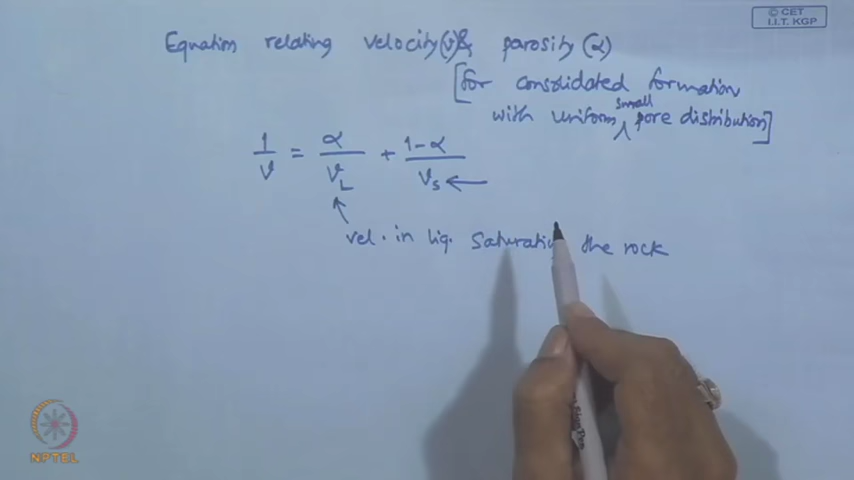 © CET
I.I.T. KGP
Equation relating velocity (v) & porosity (α)
[for consolidated formation
with uniform small pore distribution]
1/v = α/V_L + 1-α/V_S
vel. in liq. saturating the rock
NPTEL